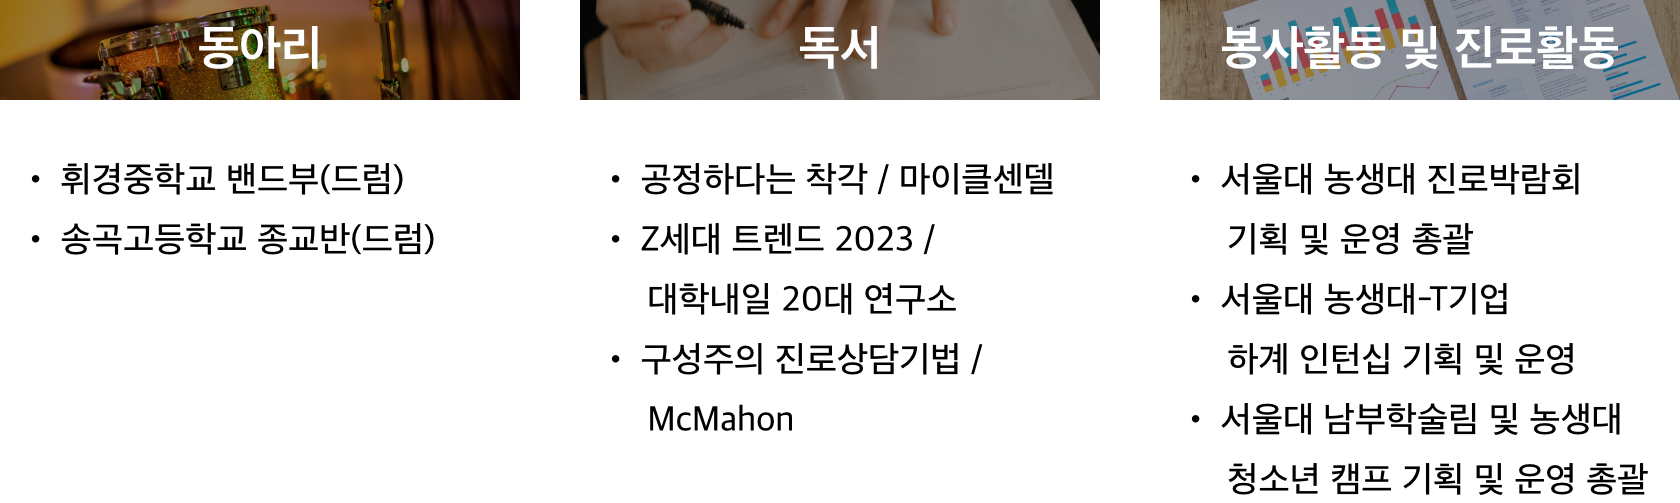 동아리
• 휘경중학교 밴드부(드럼)
• 송곡고등학교 종교반(드럼)
독서
• 공정하다는 착각 / 마이클센델
• Z세대 트렌드 2023 /
대학내일 20대 연구소
• 구성주의 진로상담기법 /
McMahon
봉사활동 및 진로활동
• 서울대 농생대 진로박람회
기획 및 운영 총괄
• 서울대 농생대-T기업
하계 인턴십 기획 및 운영
• 서울대 남부학술림 및 농생대
청소년 캠프 기획 및 운영 총괄